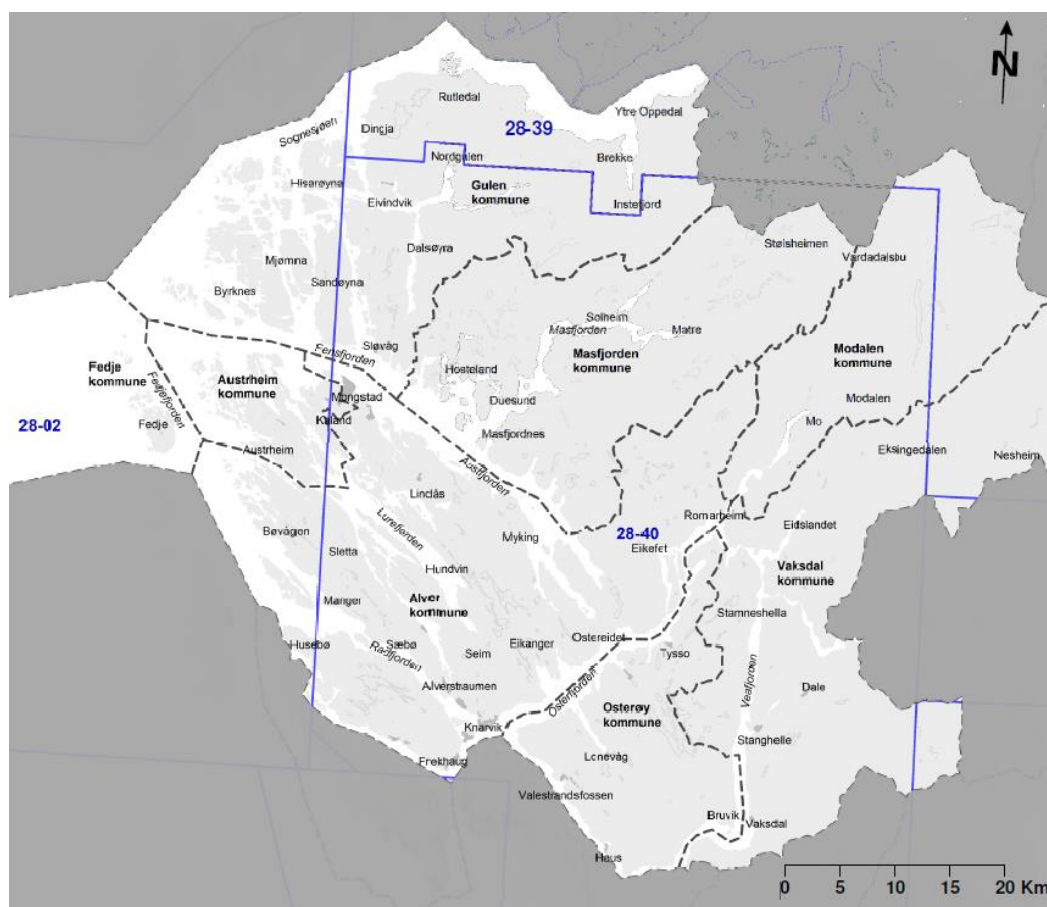 N
Rutledal
Ytre Oppedal
Dingja
28-39
Sognesjøen
Nordgulen
Brekke
Hisarøyna
Gulen
kommune
Eivindvik
Instefjord
Dalsøyra
Stølsheimen
Vardadalsbu
Mjømna
Sandøyna
Byrknes
Solheim
Masfjorden
Matre
Sløvåg
Fensfjorden
Masfjorden
kommune
Modalen
kommune
Fedje
kommune
Hosteland
Austrheim
kommune
Fedjefjorden
Mongstad
Duesund
Modalen
28-02
Fedje
Kaland
Mo
Masfjordnes
Austrheim
Eksingedalen
Nesheim
Austfjorden
Lindås
Romarheim
Eidslandet
Bøvågen
Lurefjorden
Myking
28-40
Eikefet
Sletta
Vaksdal
kommune
Hundvin
Manger
Alver
kommune
Stamneshella
Husebø
Sæbø
Eikanger
Ostereidet
Radfjorden
Seim
Tysso
Veafjorden
Alverstraumen
Osterfjorden
Dale
Osterøy
kommune
Knarvik
Stanghelle
Frekhaug
Lonevåg
Valestrandsfossen
Bruvik
Vaksdal
Haus
0 5 10 15 20 Km